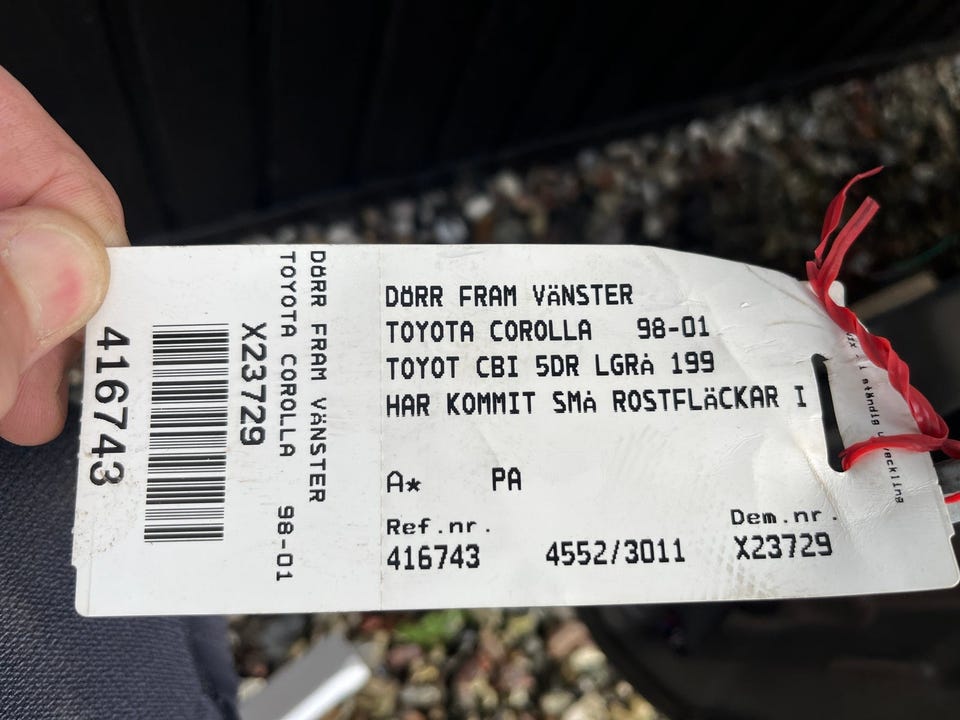 416743
X23729
TOYOTA COROLLA 98-01
DÖRR FRAM VÄNSTER
DÖRR FRAM VÄNSTER
TOYOTA COROLLA 98-01
TOYOT CBI 5DR LGRÅ 199
HAR KOMMIT SMÅ ROSTFLÄCKAR I
A* PA
Ref.nr. Dem.nr.
416743 4552/3011 X23729
i ständig